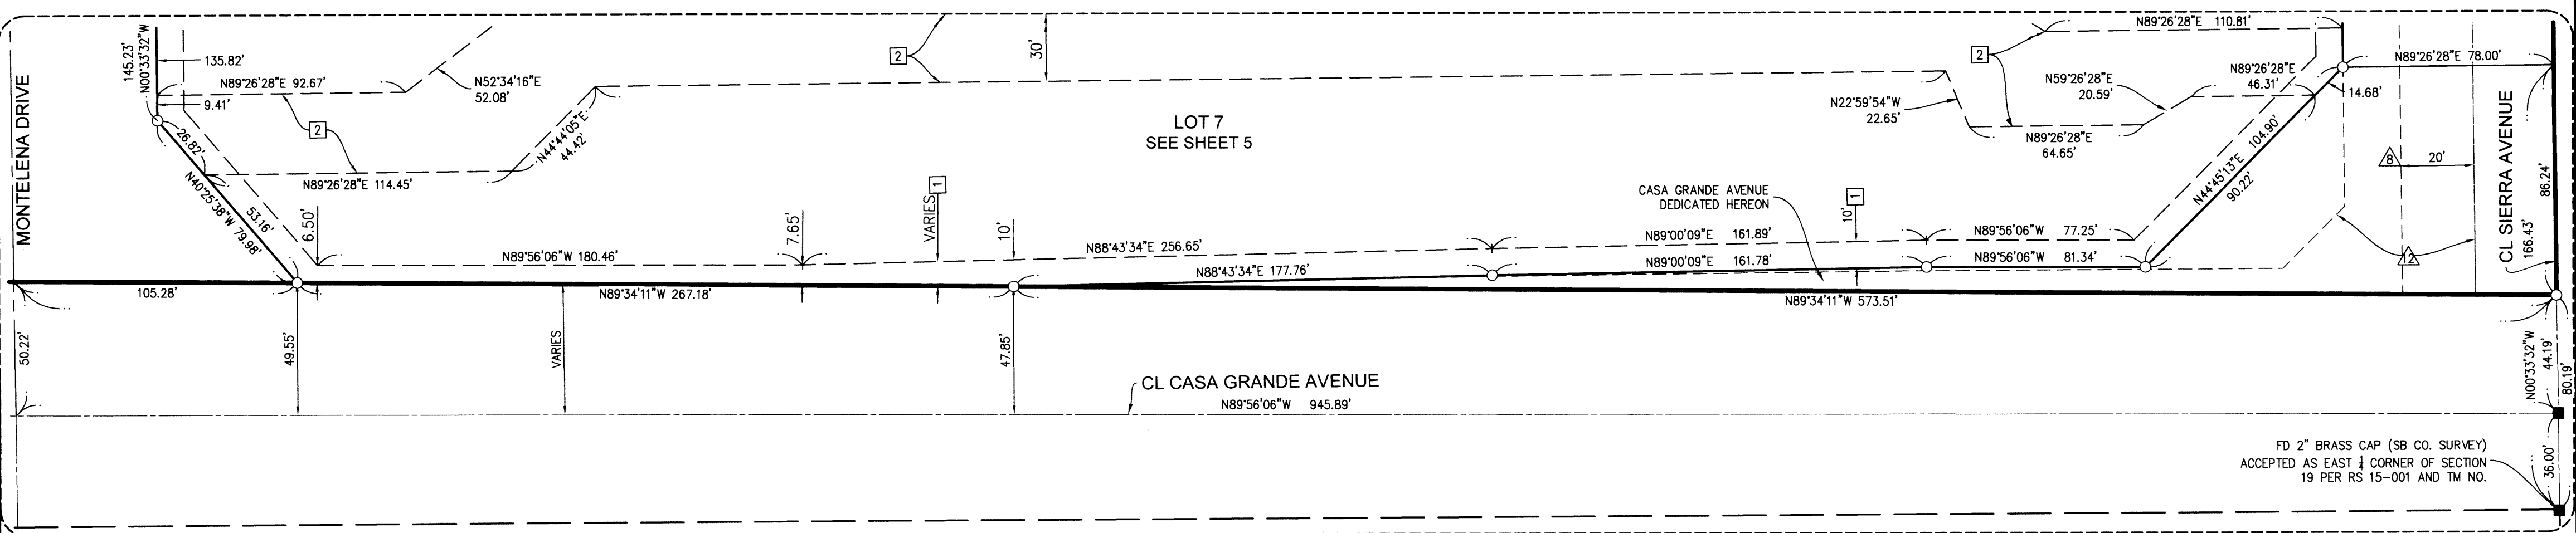 MONTELENA DRIVE
145.23'
N00°33'32"W
135.82'
N89°26'28"E 92.67'
9.41'
2
N52°34'16"E
52.08'
26.82'
N40°25'38"W 79.98'
53.16'
N89°26'28"E 114.45'
N44°44'05"E
44.42'
2
30'
LOT 7
SEE SHEET 5
N89°26'28"E 110.81'
2
N22°59'54"W
22.65'
N59°26'28"E
20.59'
N89°26'28"E
46.31'
N89°26'28"E
64.65'
N89°26'28"E 78.00'
14.68'
N44°45'13"E 104.90'
90.22'
8
20'
12
CL SIERRA AVENUE
86.24'
166.43'
6.50'
N89°56'06"W 180.46'
7.65'
VARIES
1
10'
N88°43'34"E 256.65'
CASA GRANDE AVENUE
DEDICATED HEREON
1
10'
N89°00'09"E 161.89'
N89°56'06"W 77.25'
N88°43'34"E 177.76'
N89°00'09"E 161.78'
N89°56'06"W 81.34'
105.28'
N89°34'11"W 267.18'
N89°34'11"W 573.51'
50.22'
49.55'
VARIES
47.85'
CL CASA GRANDE AVENUE
N89°56'06"W 945.89'
N00°33'32"W
44.19'
80.19'
36.00'
FD 2" BRASS CAP (SB CO. SURVEY)
ACCEPTED AS EAST ¼ CORNER OF SECTION
19 PER RS 15-001 AND TM NO.